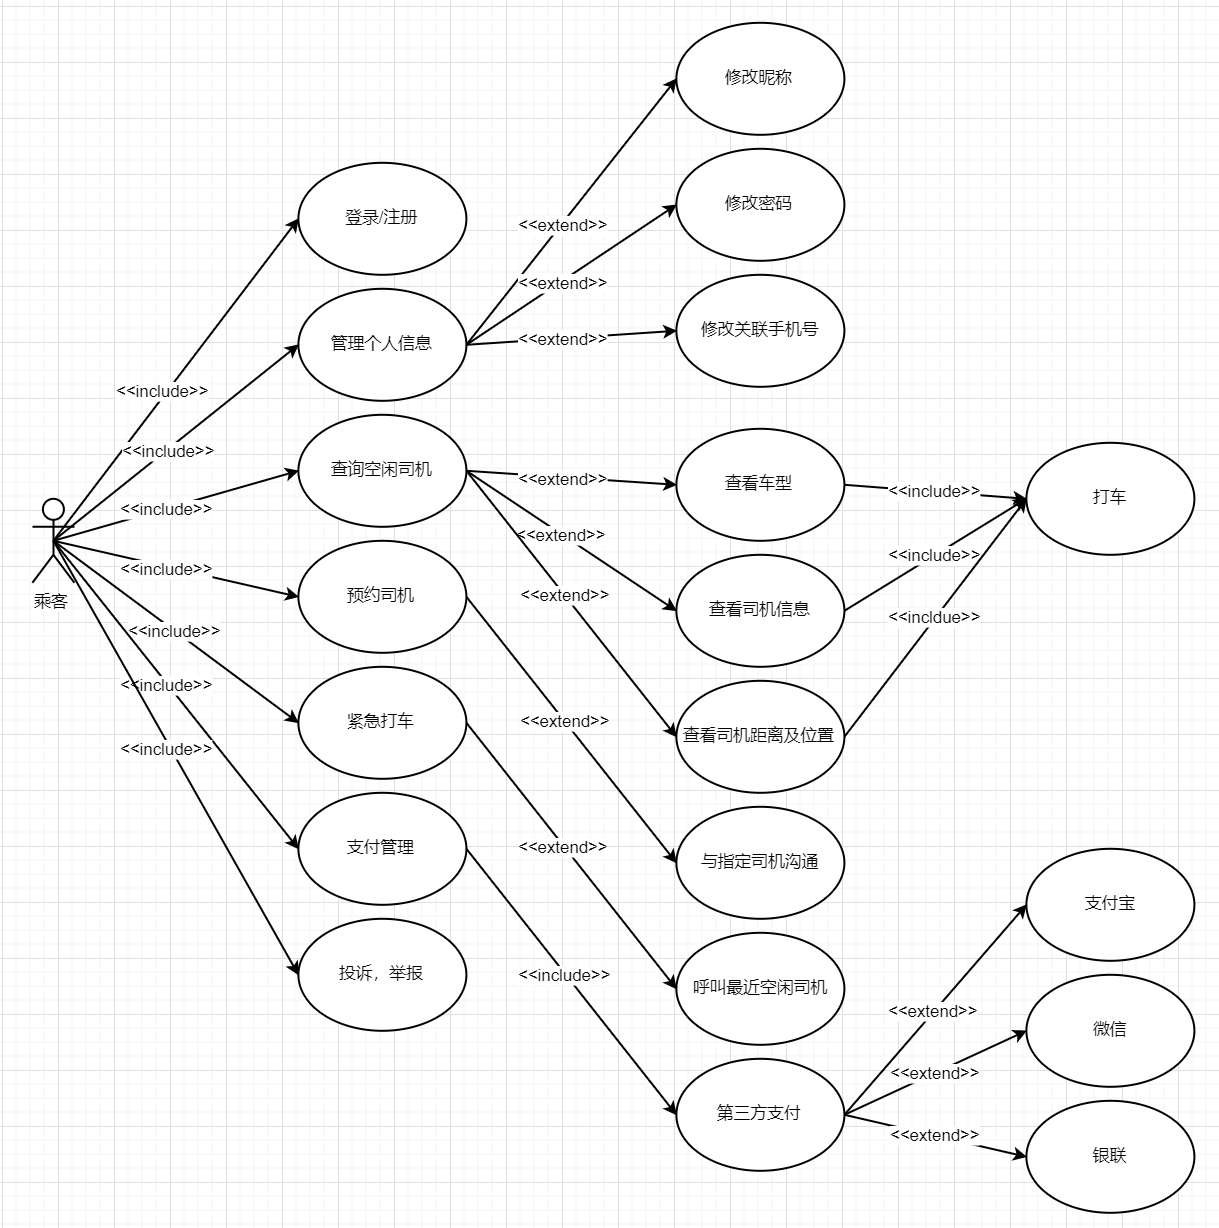 修改昵称
修改密码
<<extend>>
登录/注册
<<extend>>
修改关联手机号
管理个人信息
<<extend>>
<<include>>
<<include>>
查询空闲司机
<<extend>>
查看车型
<<include>>
打车
<<include>>
<<extend>>
<<include>>
<<include>>
乘客
预约司机
<<extend>>
查看司机信息
<<incldue>>
<<include>>
<<include>>
紧急打车
<<extend>>
查看司机距离及位置
<<include>>
支付管理
<<extend>>
与指定司机沟通
支付宝
投诉，举报
<<include>>
呼叫最近空闲司机
<<extend>>
微信
<<extend>>
第三方支付
<<extend>>
银联